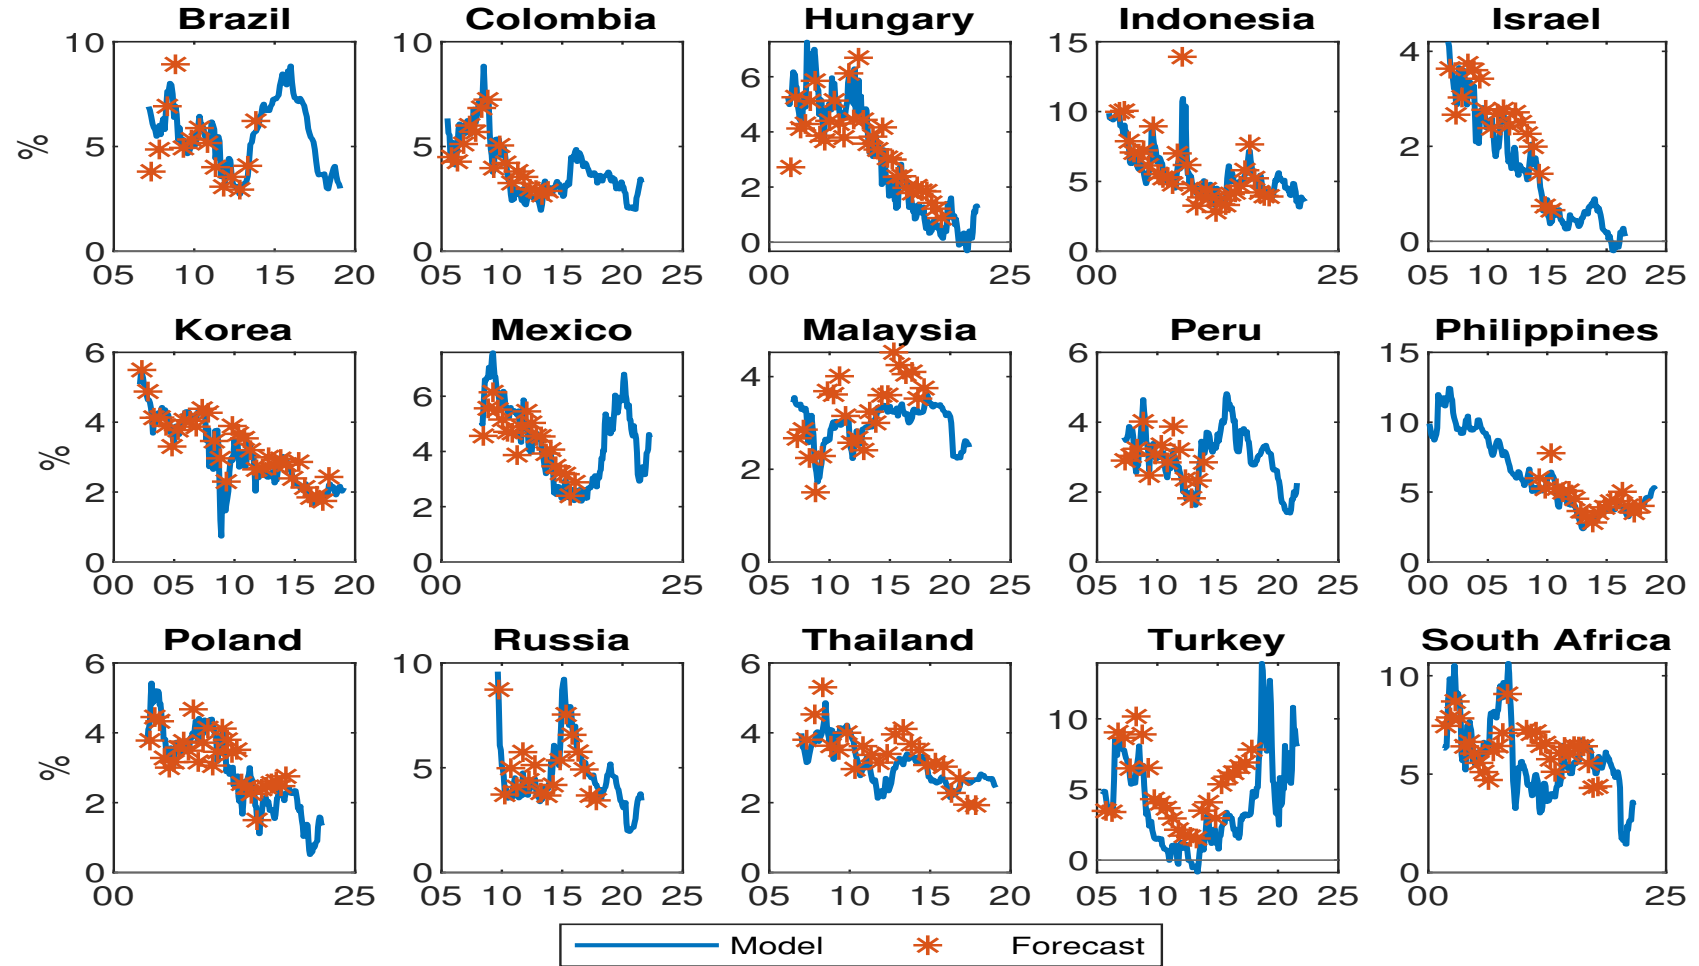 Brazil Colombia Hungary Indonesia Israel
10 10 6 15 4
% 5 5 4 10 2
2 5
0 0 0 0 0
05 10 15 20 05 10 15 20 25 00 25 00 25 05 10 15 20 25
Korea Mexico Malaysia Peru Philippines
6 6 4 6 15
% 4 4 2 4 10
2 2 2 5
0 0 0 0 0
00 05 10 15 20 00 25 05 10 15 20 25 05 10 15 20 25 00 05 10 15 19
Poland Russia Thailand Turkey South Africa
6 10 6 10 10
% 4 5 4 5 5
2 2
0 0 0 0 0
00 25 05 10 15 20 25 05 10 15 20 05 10 15 20 25 00 25
Model Forecast